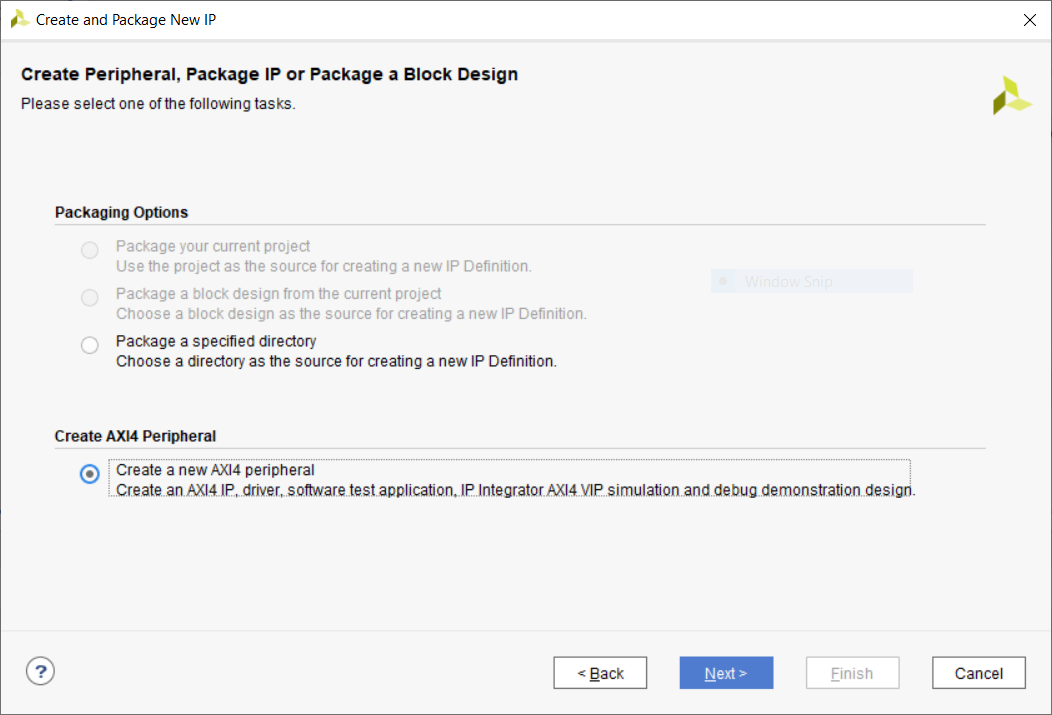 Create and Package New IP
Create Peripheral, Package IP or Package a Block Design
Please select one of the following tasks.
Packaging Options
Package your current project
Use the project as the source for creating a new IP Definition.
Window Snip
Package a block design from the current project
Choose a block design as the source for creating a new IP Definition.
Package a specified directory
Choose a directory as the source for creating a new IP Definition.
Create AXI4 Peripheral
Create a new AXI4 peripheral
Create an AXI4 IP, driver, software test application, IP Integrator AXI4 VIP simulation and debug demonstration design.
? < Back Next > Finish Cancel